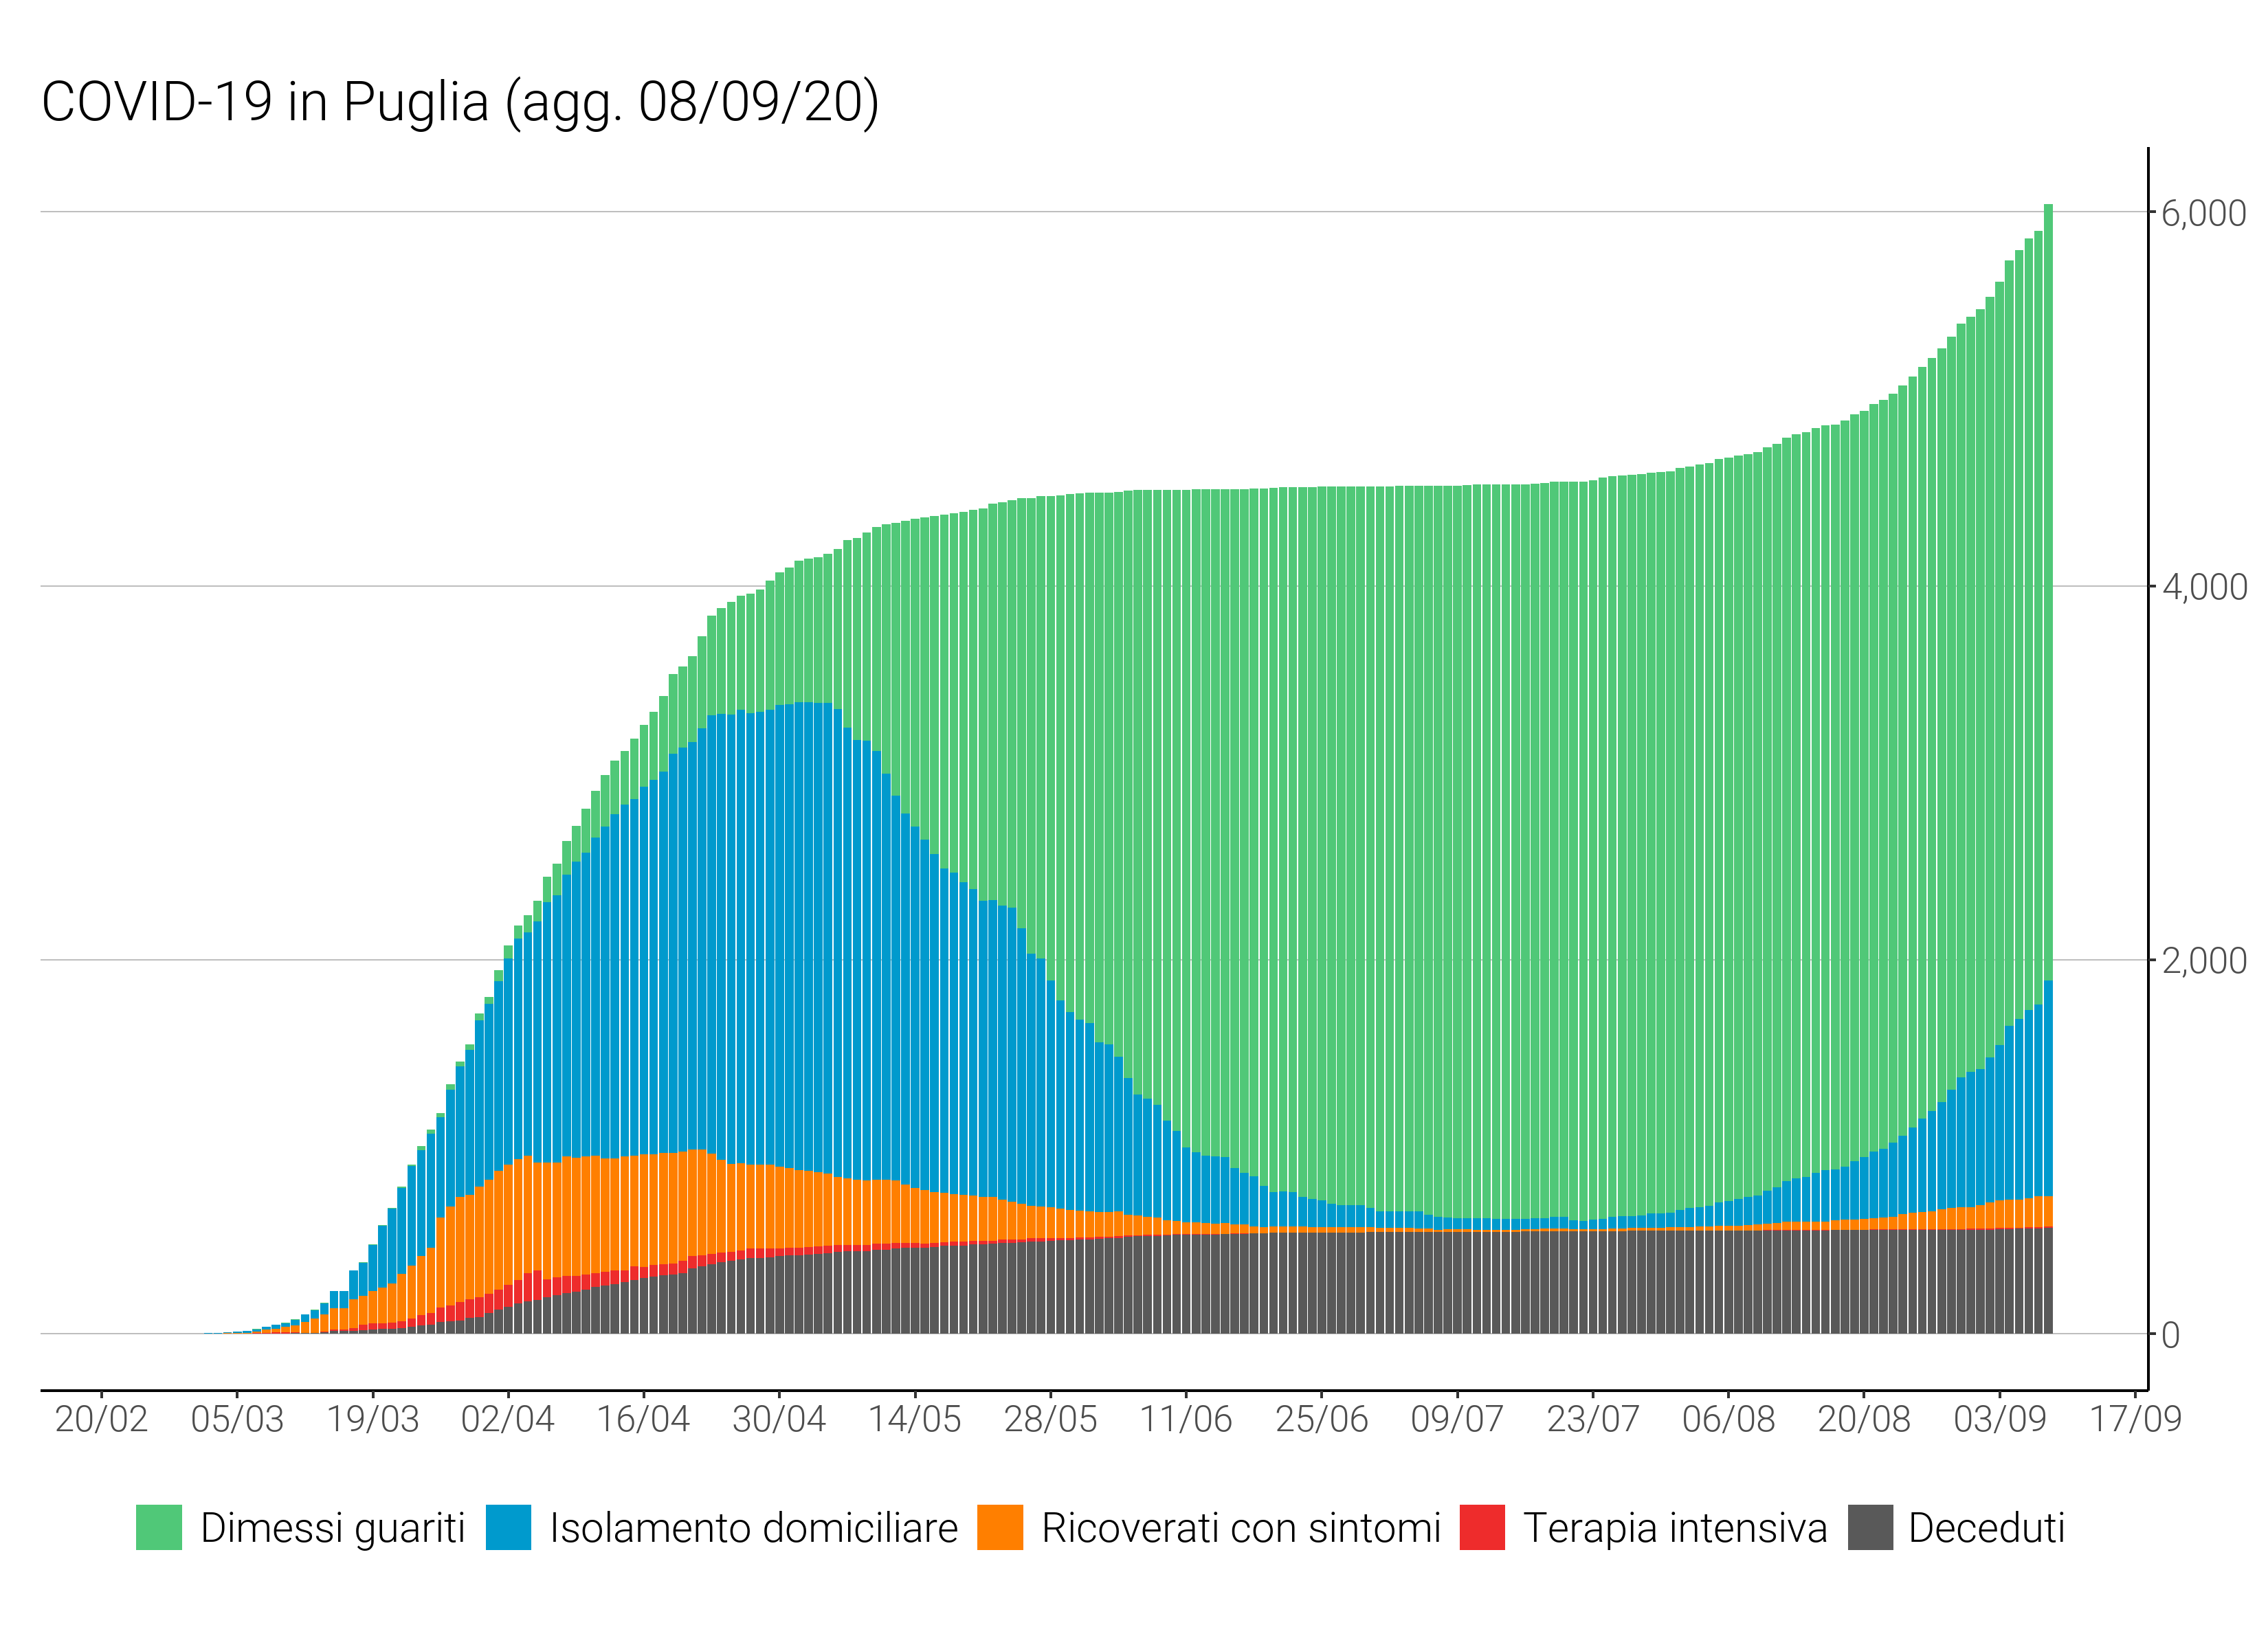 COVID-19 in Puglia (agg. 08/09/20)
6,000
4,000
2,000
0
20/02 05/03 19/03 02/04 16/04 30/04 14/05 28/05 11/06 25/06 09/07 23/07 06/08 20/08 03/09 17/09
Dimessi guariti Isolamento domiciliare Ricoverati con sintomi Terapia intensiva Deceduti